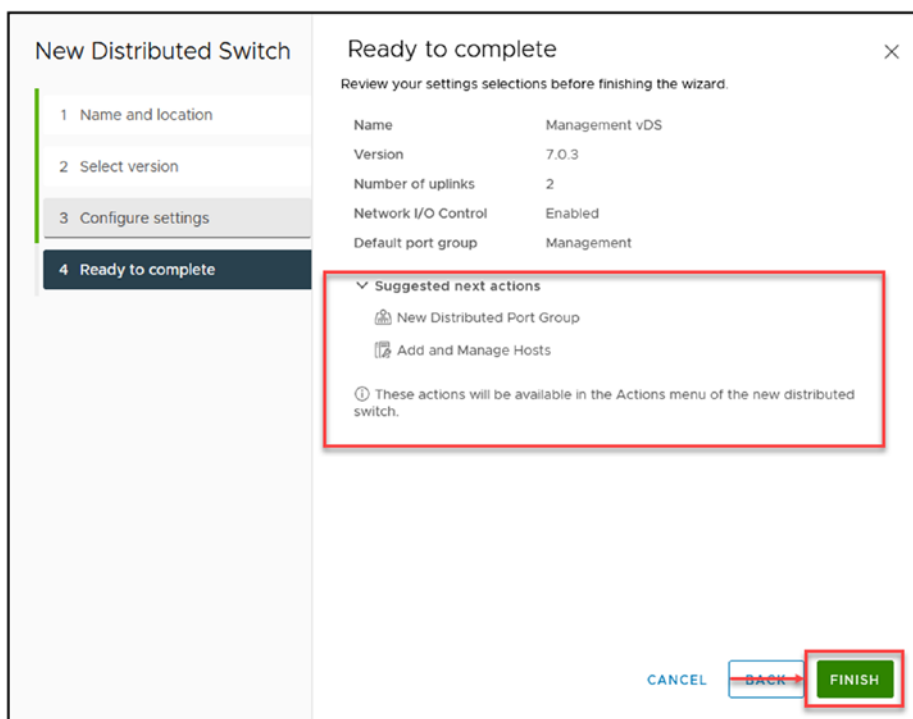 New Distributed Switch
1 Name and location
2 Select version
3 Configure settings
4 Ready to complete
Ready to complete
Review your settings selections before finishing the wizard.
Name Management vDS
Version 7.0.3
Number of uplinks 2
Network I/O Control Enabled
Default port group Management
Suggested next actions
New Distributed Port Group
Add and Manage Hosts
These actions will be available in the Actions menu of the new distributed
switch.
CANCEL BACK FINISH